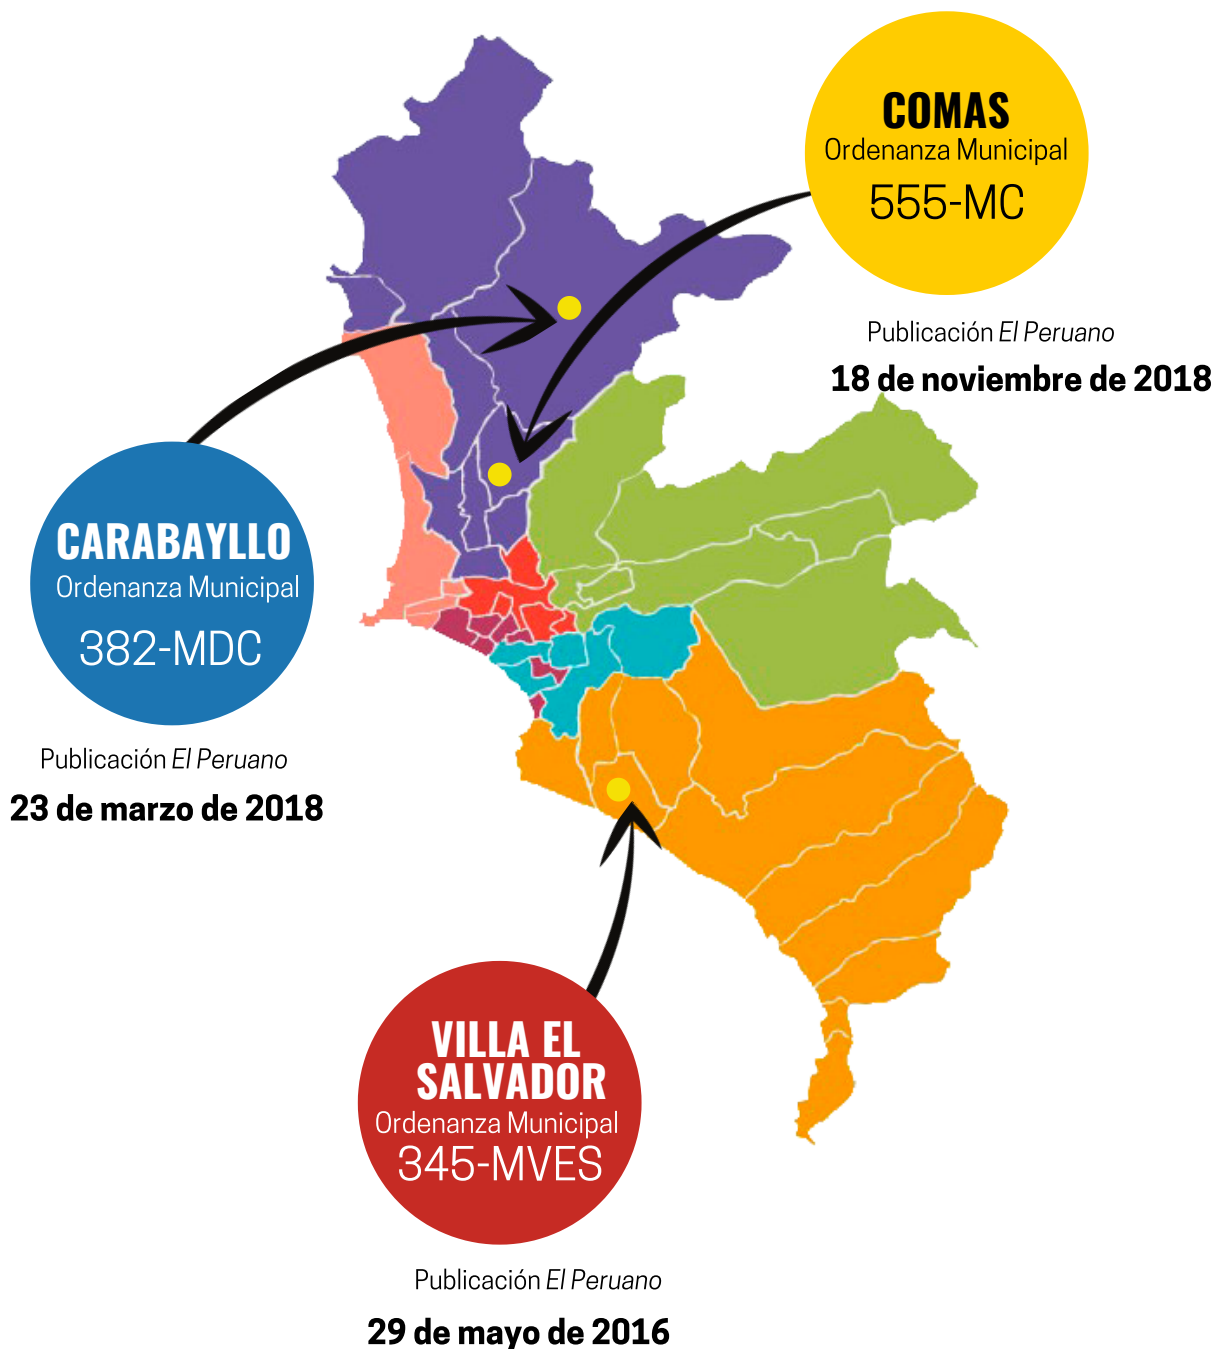 COMAS
Ordenanza Municipal
555-MC
Publicación El Peruano
18 de noviembre de 2018
CARABAYLLO
Ordenanza Municipal
382-MDC
Publicación El Peruano
23 de marzo de 2018
VILLA EL
SALVADOR
Ordenanza Municipal
345-MVES
Publicación El Peruano
29 de mayo de 2016